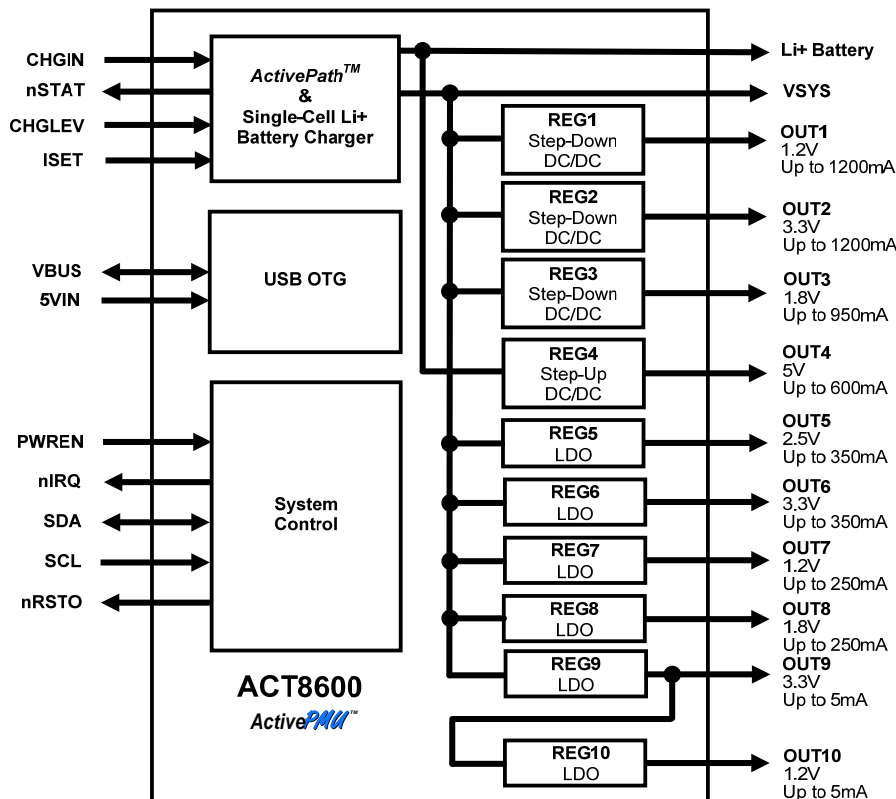 CHGIN
nSTAT
CHGLEV
ISET
ActivePath™
&
Single-Cell Li+
Battery Charger
Li+ Battery
VSYS
REG1
Step-Down
DC/DC
OUT1
1.2V
Up to 1200mA
REG2
Step-Down
DC/DC
OUT2
3.3V
Up to 1200mA
VBUS
5VIN
USB OTG
REG3
Step-Down
DC/DC
OUT3
1.8V
Up to 950mA
REG4
Step-Up
DC/DC
OUT4
5V
Up to 600mA
PWREN
nIRQ
SDA
SCL
nRSTO
System
Control
REG5
LDO
OUT5
2.5V
Up to 350mA
REG6
LDO
OUT6
3.3V
Up to 350mA
REG7
LDO
OUT7
1.2V
Up to 250mA
REG8
LDO
OUT8
1.8V
Up to 250mA
REG9
LDO
OUT9
3.3V
Up to 5mA
ACT8600
ActivePMU™
REG10
LDO
OUT10
1.2V
Up to 5mA